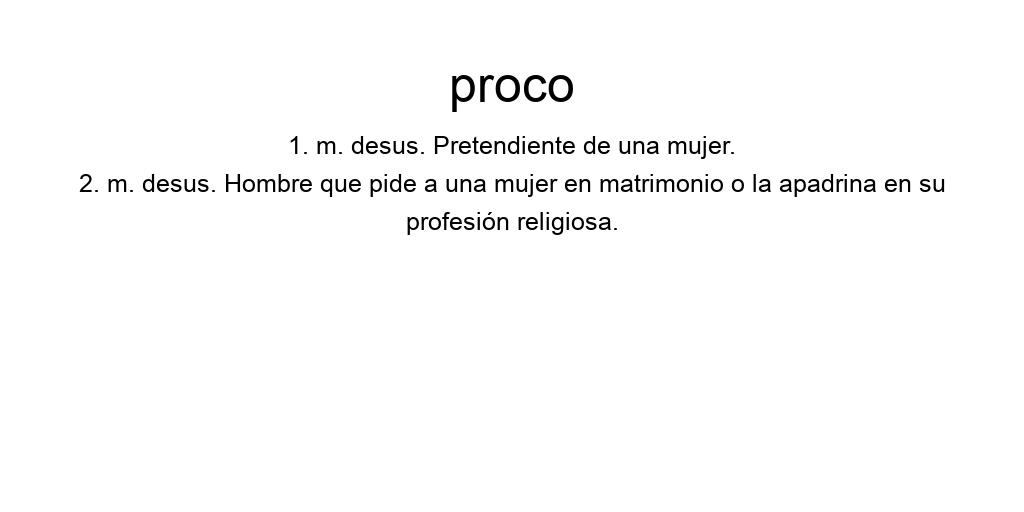 proco
1. m. desus. Pretendiente de una mujer.
2. m. desus. Hombre que pide a una mujer en matrimonio o la apadrina en su
profesión religiosa.